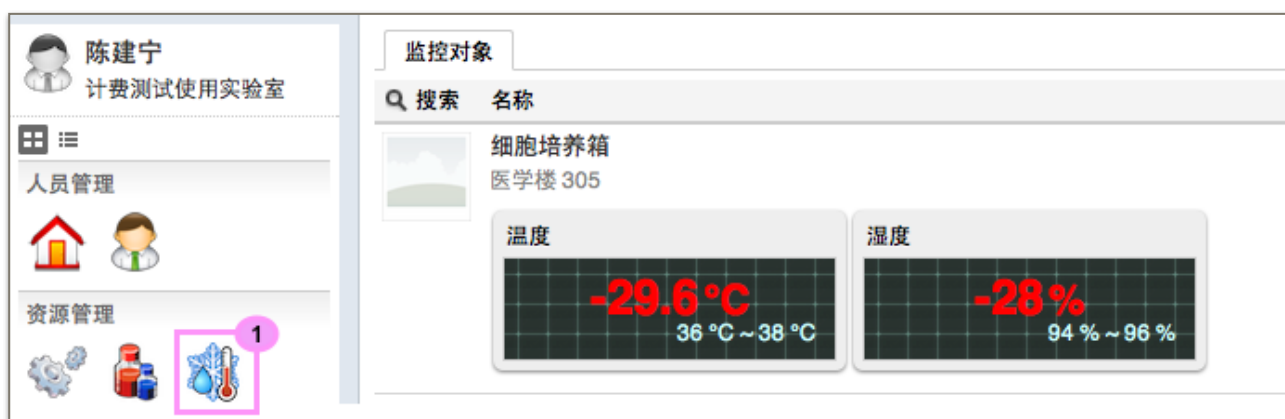 陈建宁
计费测试使用实验室
人员管理
资源管理
1
监控对象
搜索 名称
细胞培养箱
医学楼 305
温度
-29.6 °C
36 °C ~ 38 °C
湿度
-28 %
94 % ~ 96 %